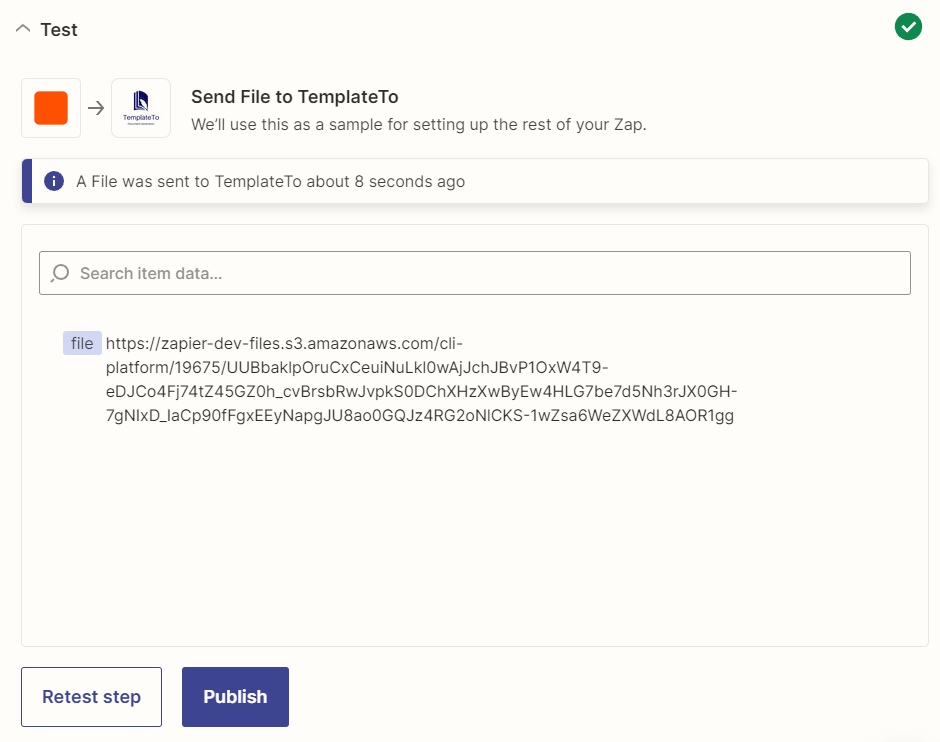 Test
TemplateTo
Send File to TemplateTo
We’ll use this as a sample for setting up the rest of your Zap.
A File was sent to TemplateTo about 8 seconds ago
Search item data...
file https://zapier-dev-files.s3.amazonaws.com/cli-
platform/19675/UUBbaklpOruCxCeuiNuLkl0wAjJchJBvP1OxW4T9-
eDJCo4Fj74tZ45GZ0h_cvBrsbRwJvpkS0DChXHzXwByEw4HLG7be7d5Nh3rJX0GH-
7gNIxD_IaCp90fFgxEEyNapgJU8ao0GQJz4RG2oNlCKS-1wZsa6WeZXWdL8AOR1gg
Retest step
Publish